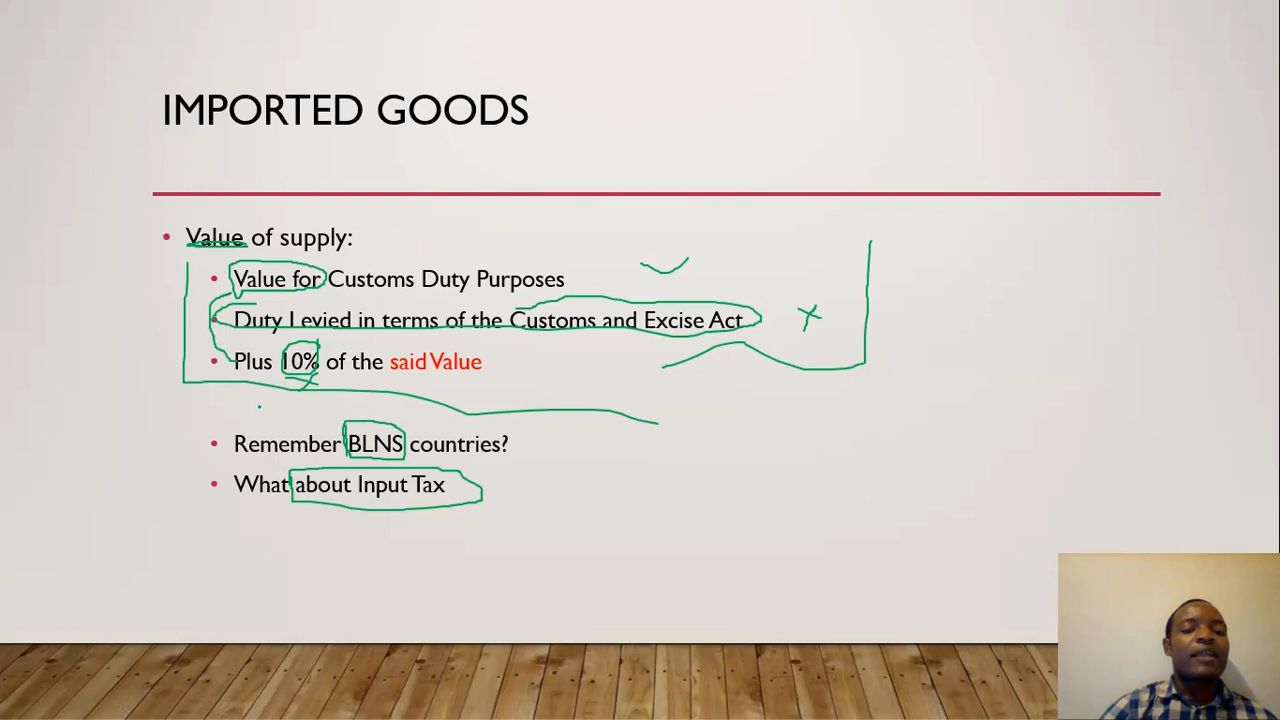 IMPORTED GOODS
• Value of supply:
• Value for Customs Duty Purposes
• Duty Levied in terms of the Customs and Excise Act
• Plus 10% of the said Value
• Remember BLNS countries?
• What about Input Tax